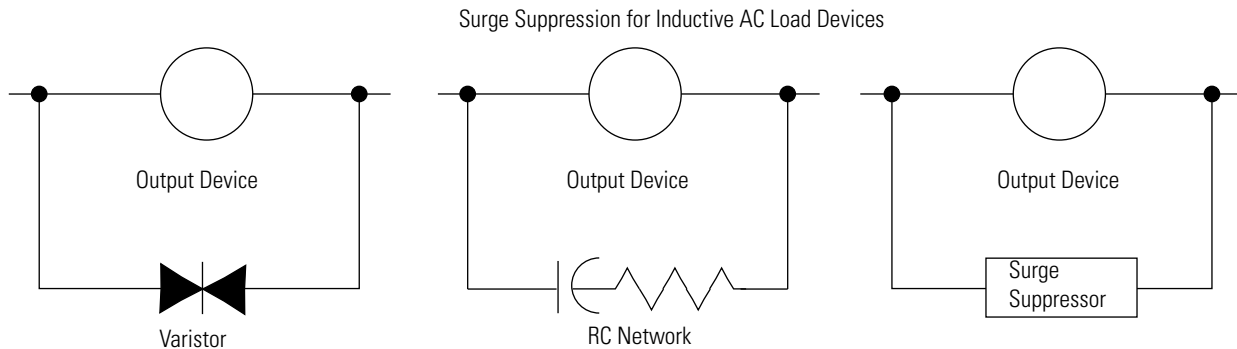 Surge Suppression for Inductive AC Load Devices
Output Device
Output Device
Output Device
Surge
Suppressor
Varistor
RC Network